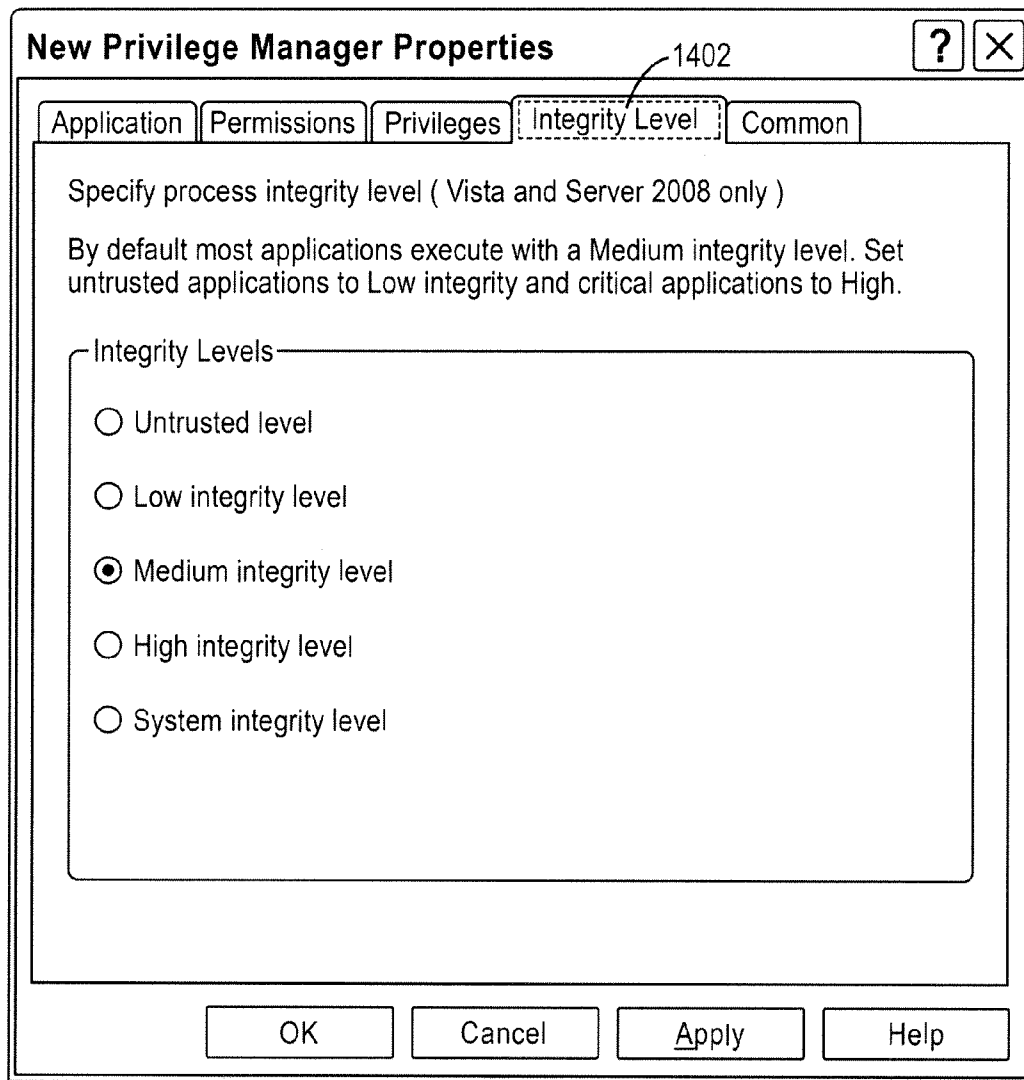 New Privilege Manager Properties
? X
1402
Application Permissions Privileges Integrity Level Common
Specify process integrity level ( Vista and Server 2008 only )
By default most applications execute with a Medium integrity level. Set
untrusted applications to Low integrity and critical applications to High.
Integrity Levels
Untrusted level
Low integrity level
Medium integrity level
High integrity level
System integrity level
OK Cancel Apply Help